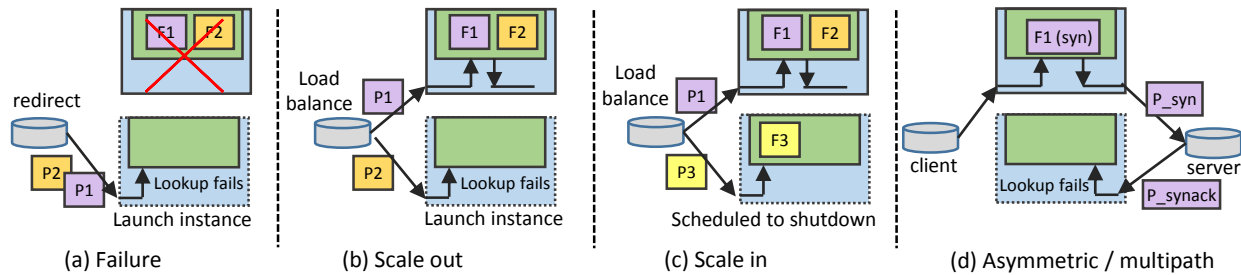 F1 F2
redirect
P2
P1
Lookup fails
Launch instance
(a) Failure
F1 F2
Load
balance
P1
P2
Lookup fails
Launch instance
(b) Scale out
F1 F2
Load
balance
P1
F3
P3
Scheduled to shutdown
(c) Scale in
F1 (syn)
P_syn
client
server
Lookup fails
P_synack
(d) Asymmetric / multipath